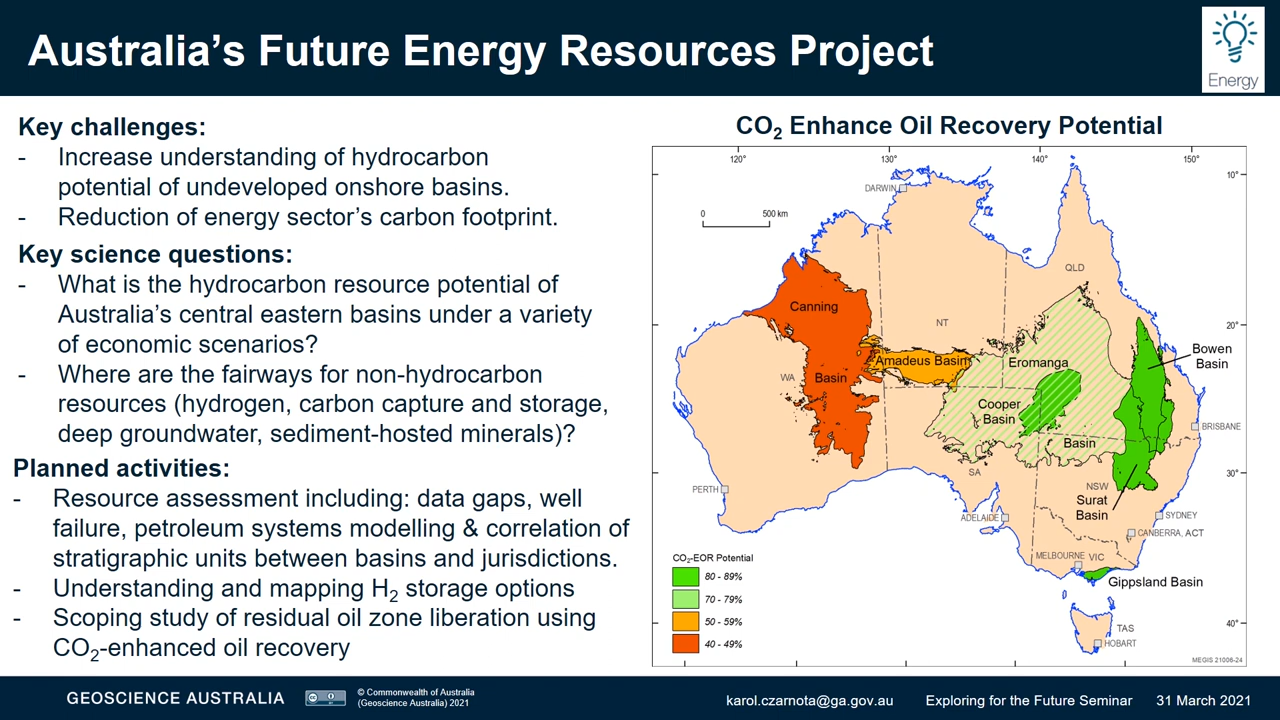 Australia's Future Energy Resources Project
Energy
Key challenges:
- Increase understanding of hydrocarbon
potential of undeveloped onshore basins.
- Reduction of energy sector's carbon footprint.
Key science questions:
- What is the hydrocarbon resource potential of
Australia's central eastern basins under a variety
of economic scenarios?
- Where are the fairways for non-hydrocarbon
resources (hydrogen, carbon capture and storage,
deep groundwater, sediment-hosted minerals)?
Planned activities:
- Resource assessment including: data gaps, well
failure, petroleum systems modelling & correlation of
stratigraphic units between basins and jurisdictions.
- Understanding and mapping H2 storage options
- Scoping study of residual oil zone liberation using
CO2-enhanced oil recovery
CO2 Enhance Oil Recovery Potential
120° 130° 140° 150°
10°
DARWIN
0 500 km
QLD
Canning
NT
20°
Bowen
Basin
Amadeus Basin
Eromanga
WA
Basin
Cooper
Basin
BRISBANE
Basin
30°
SA
NSW
Surat
Basin
PERTH
ADELAIDE
SYDNEY
CANBERRA, ACT
MELBOURNE VIC
Gippsland Basin
CO2-EOR Potential
80 - 89%
70 - 79%
50 - 59%
40 - 49%
40°
TAS
HOBART
MEGIS 21006-24
GEOSCIENCE AUSTRALIA
cc
BY
© Commonwealth of Australia
(Geoscience Australia) 2021
karol.czarnota@ga.gov.au
Exploring for the Future Seminar
31 March 2021